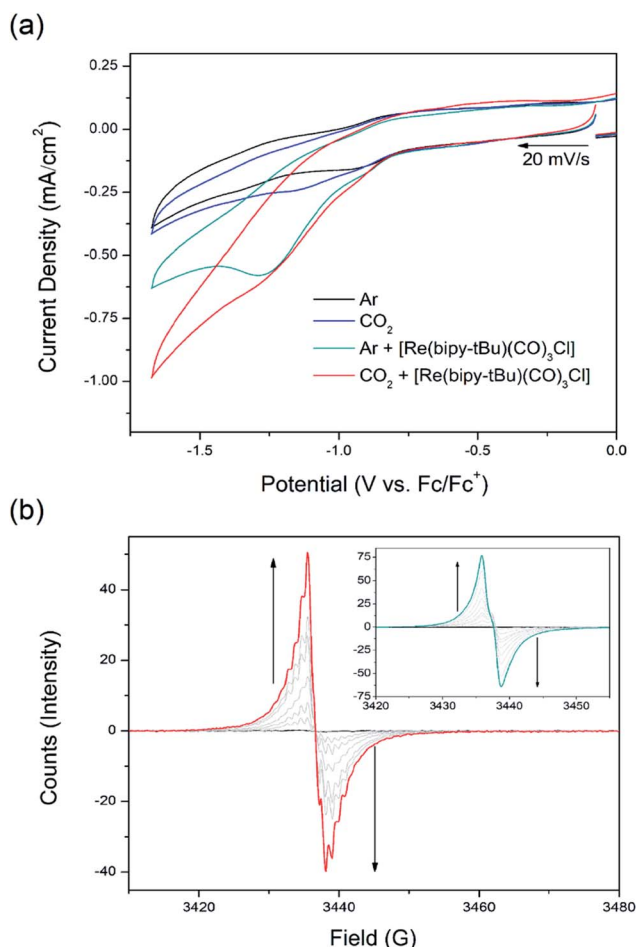 (a)
0.25
0.00
-0.25
-0.50
-0.75
-1.00
Current Density (mA/cm²)
20 mV/s
Ar
CO₂
Ar + [Re(bipy-tBu)(CO)₃Cl]
CO₂ + [Re(bipy-tBu)(CO)₃Cl]
-1.5 -1.0 -0.5 0.0
Potential (V vs. Fc/Fc⁺)
(b)
40
20
0
-20
-40
Counts (Intensity)
75
50
25
0
-25
-50
-75
3420 3430 3440 3450
3420 3440 3460 3480
Field (G)